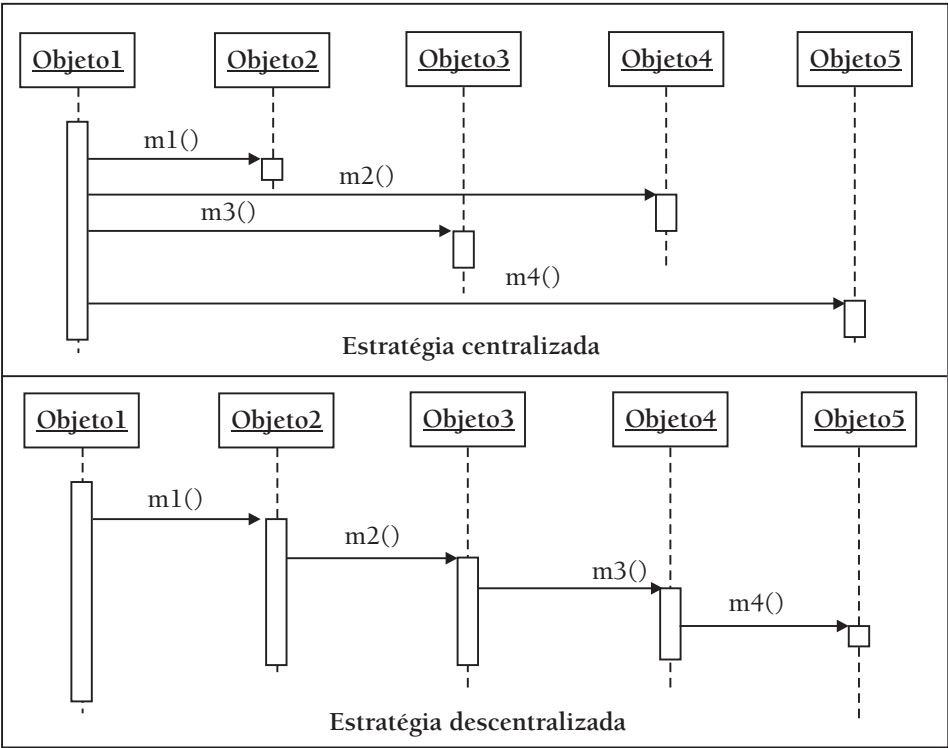 Objeto1 Objeto2 Objeto3 Objeto4 Objeto5
m1()
m2()
m3()
m4()
Estratégia centralizada
Objeto1 Objeto2 Objeto3 Objeto4 Objeto5
m1()
m2()
m3()
m4()
Estratégia descentralizada